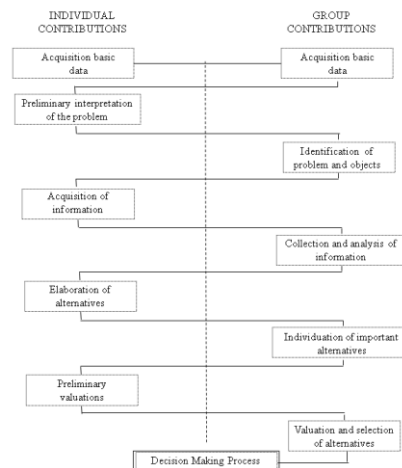 INDIVIDUAL
CONTRIBUTIONS
GROUP
CONTRIBUTIONS
Acquisition basic
data
Acquisition basic
data
Preliminary interpretation
of the problem
Identification of
problem and objects
Acquisition of
information
Collection and analysis of
information
Elaboration of
alternatives
Individuation of important
alternatives
Preliminary
valuations
Valuation and selection
of alternatives
Decision Making Process